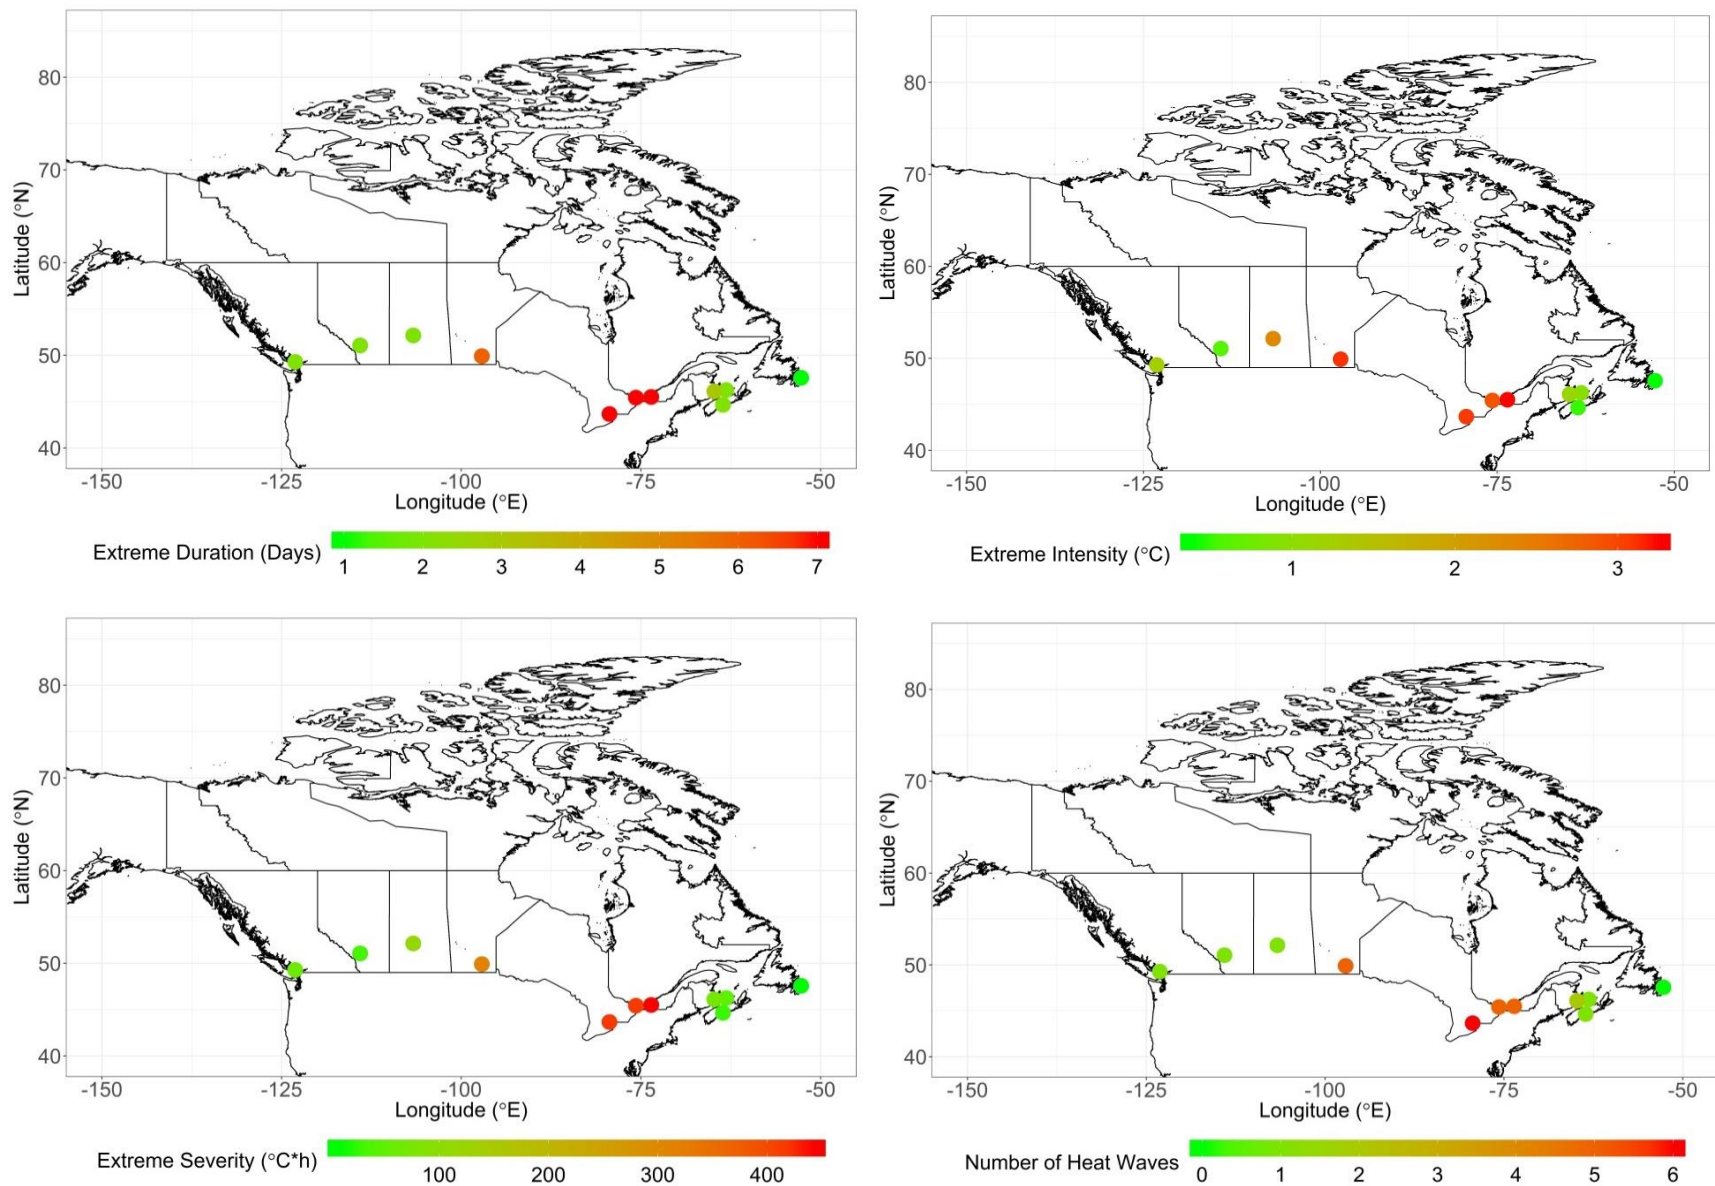 80
70
60
50
40
Latitude (°N)
-150 -125 -100 -75 -50
Longitude (°E)
Extreme Duration (Days)
1 2 3 4 5 6 7
80
70
60
50
40
Latitude (°N)
-150 -125 -100 -75 -50
Longitude (°E)
Extreme Intensity (°C)
1 2 3
80
70
60
50
40
Latitude (°N)
-150 -125 -100 -75 -50
Longitude (°E)
Extreme Severity (°C*h)
100 200 300 400
80
70
60
50
40
Latitude (°N)
-150 -125 -100 -75 -50
Longitude (°E)
Number of Heat Waves
0 1 2 3 4 5 6